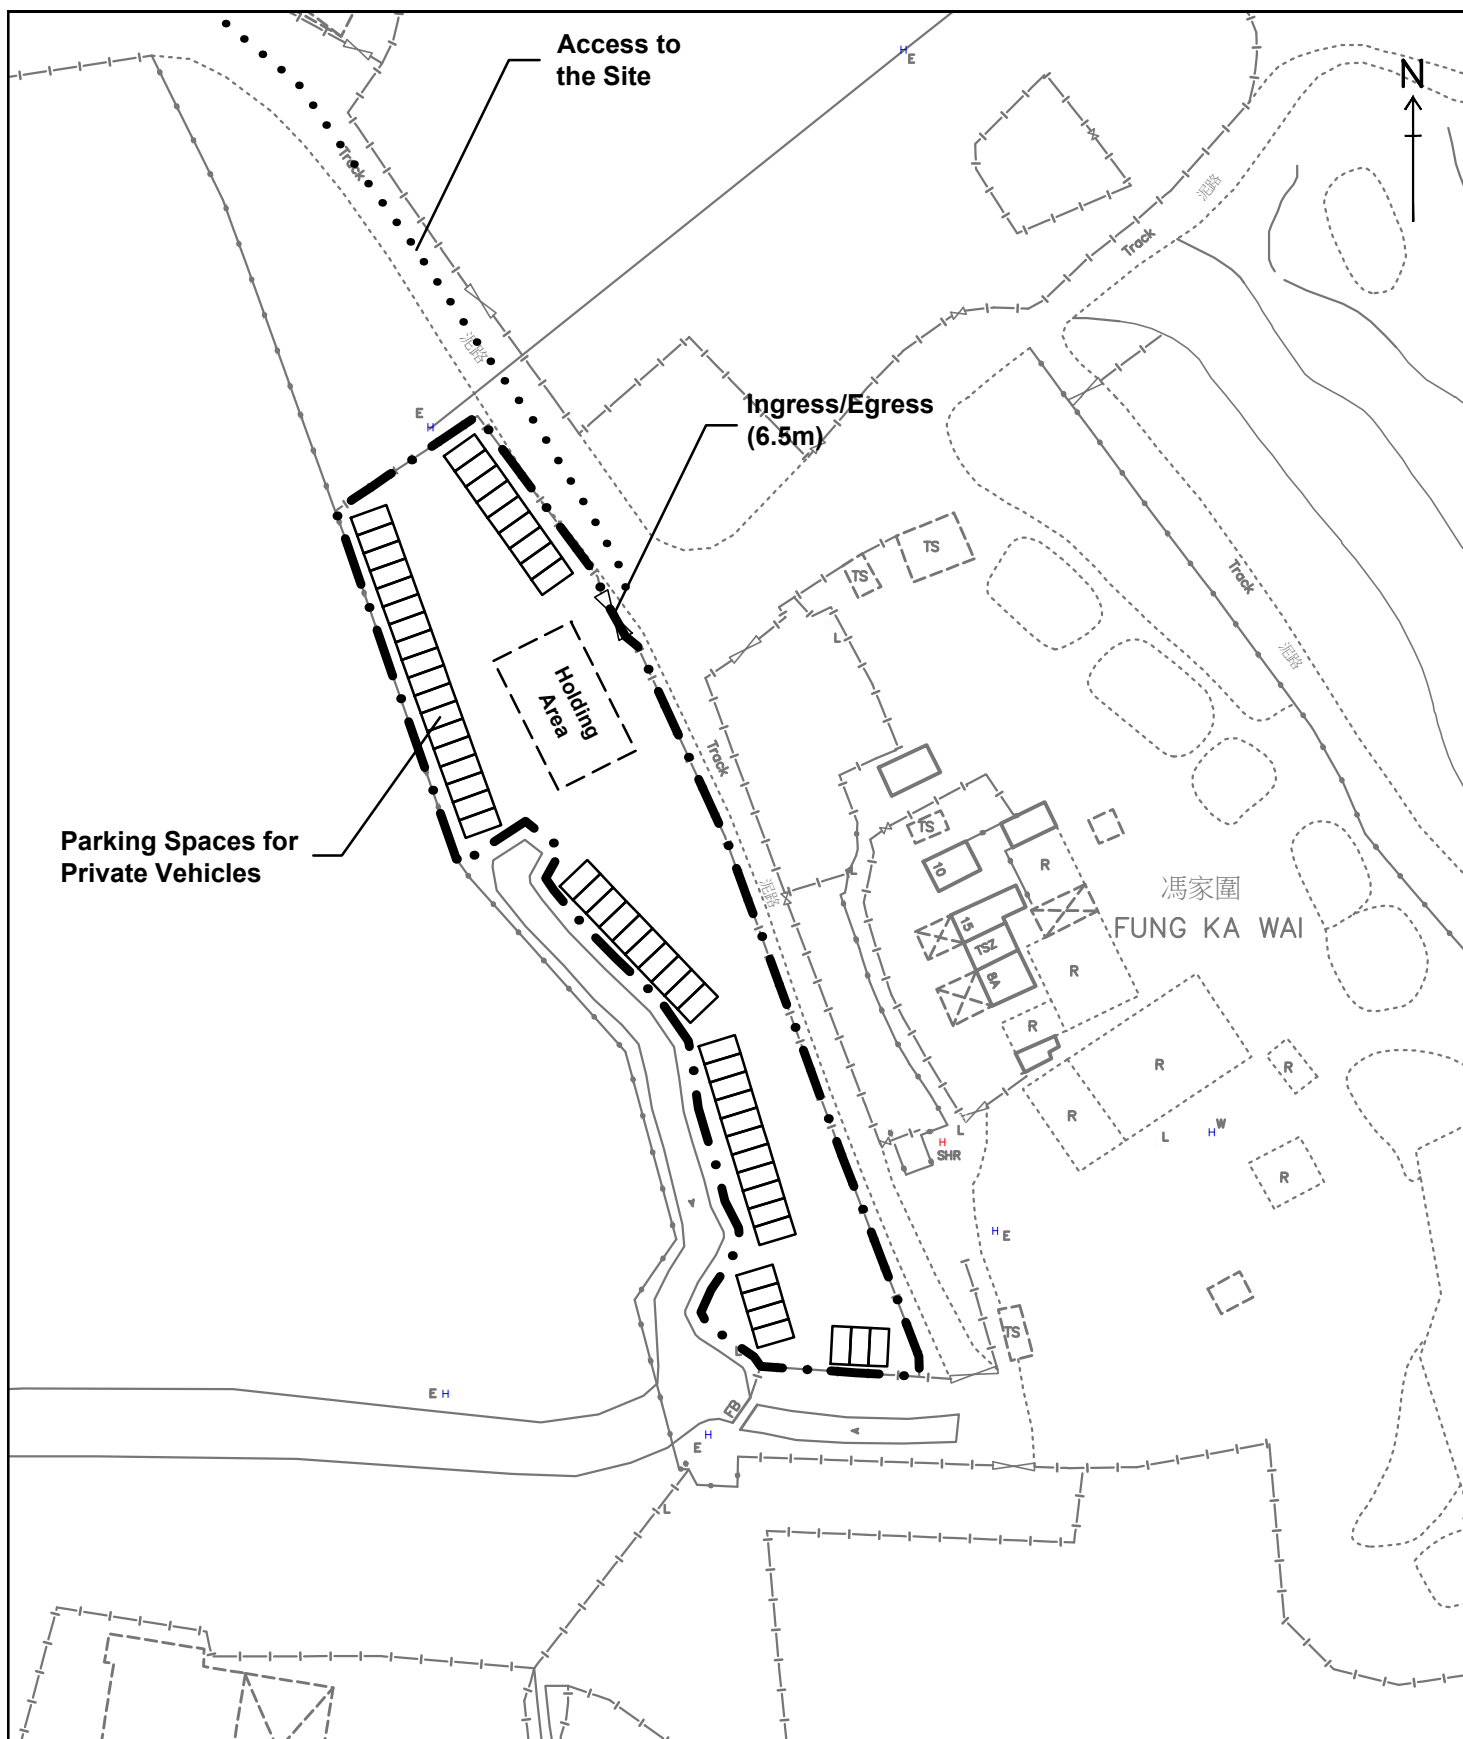 Access to
the Site
H
E
N
Track
泥路
Track
泥路
E
H
Ingress/Egress
(6.5m)
TS
TS
L
Track
泥路
Holding
Area
Track
泥路
Parking Spaces for
Private Vehicles
TS
10
R
L
15
TSZ
BA
R
R
馮家圍
FUNG KA WAI
R
R
R
L
H
SHR
L
H
W
R
H
E
TS
L
E
H
FB
H
E
L